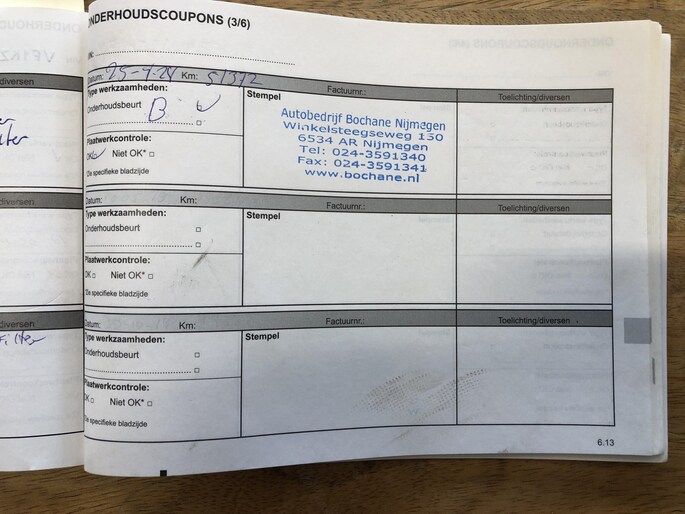 ONDERHOUDSCOUPONS (3/6)
Datum: 25-4-24 Km: 51372 Factuurnr.: Toelichting/diversen
Type werkzaamheden:
Onderhoudsbeurt B
Plaatwerkcontrole:
OK Niet OK*
Zie specifieke bladzijde
Stempel
Autobedrijf Bochane Nijmegen
Winkelsteegseweg 150
6534 AR Nijmegen
Tel: 024-3591340
Fax: 024-3591341
www.bochane.nl
Datum: Km: Factuurnr.: Toelichting/diversen
Type werkzaamheden:
Onderhoudsbeurt
Plaatwerkcontrole:
OK Niet OK*
Zie specifieke bladzijde
Stempel
Datum: Km: Factuurnr.: Toelichting/diversen
Type werkzaamheden:
Onderhoudsbeurt
Plaatwerkcontrole:
OK Niet OK*
Zie specifieke bladzijde
Stempel
6.13